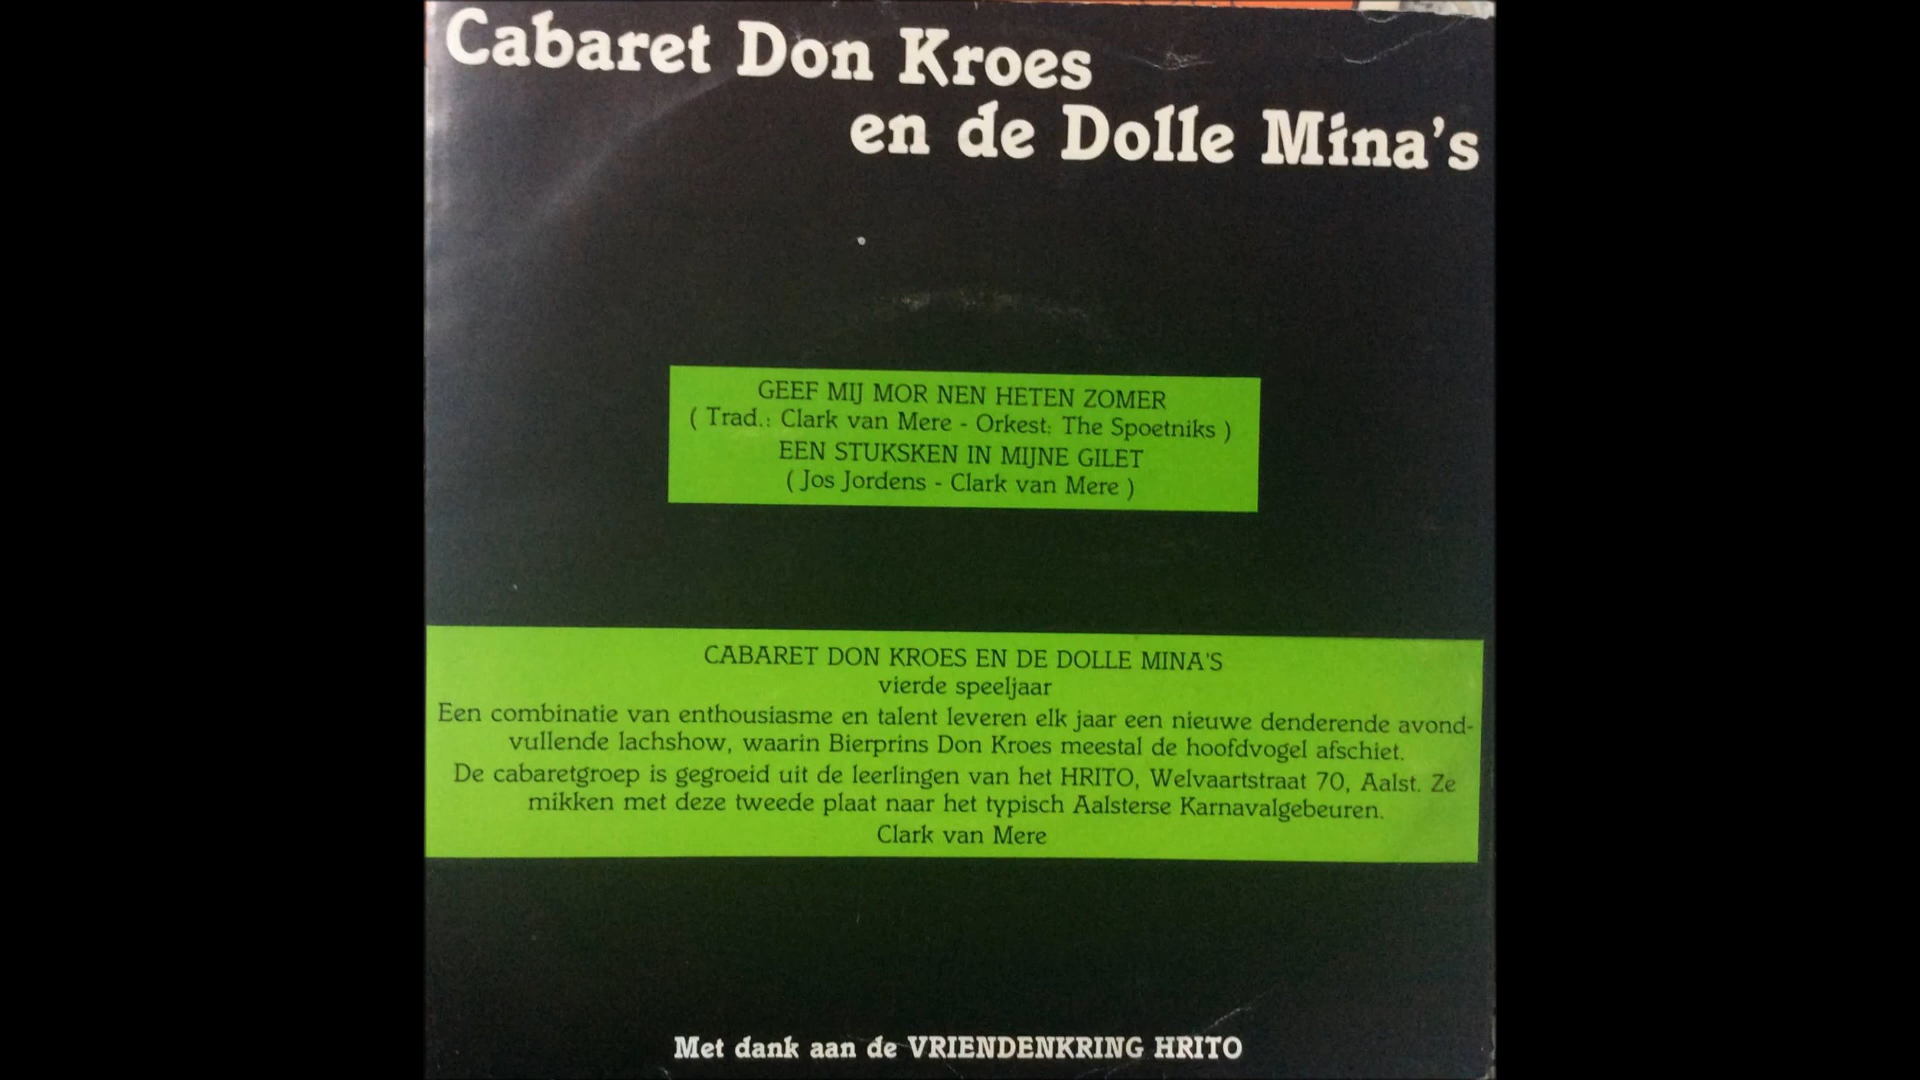 Cabaret Don Kroes
en de Dolle Mina's
GEEF MIJ MOR NEN HETEN ZOMER
( Trad.: Clark van Mere - Orkest: The Spoetniks )
EEN STUKSKEN IN MIJNE GILET
( Jos Jordens - Clark van Mere )
CABARET DON KROES EN DE DOLLE MINA'S
vierde speeljaar
Een combinatie van enthousiasme en talent leveren elk jaar een nieuwe denderende avond-
vullende lachshow, waarin Bierprins Don Kroes meestal de hoofdvogel afschiet.
De cabaretgroep is gegroeid uit de leerlingen van het HRITO, Welvaartstraat 70, Aalst. Ze
mikken met deze tweede plaat naar het typisch Aalsterse Karnavalgebeuren.
Clark van Mere
Met dank aan de VRIENDENKRING HRITO